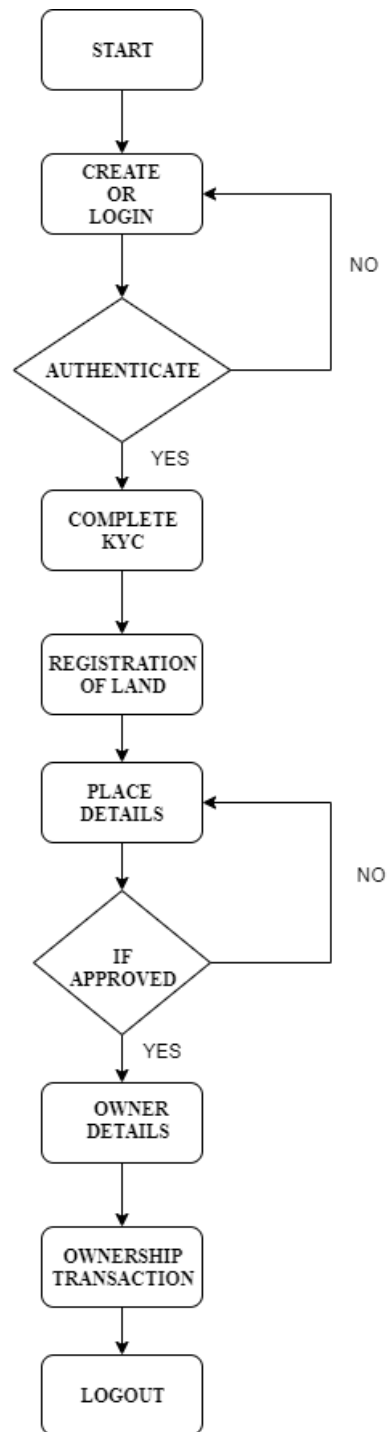 START
CREATE
OR
LOGIN
NO
AUTHENTICATE
YES
COMPLETE
KYC
REGISTRATION
OF LAND
PLACE
DETAILS
NO
IF
APPROVED
YES
OWNER
DETAILS
OWNERSHIP
TRANSACTION
LOGOUT